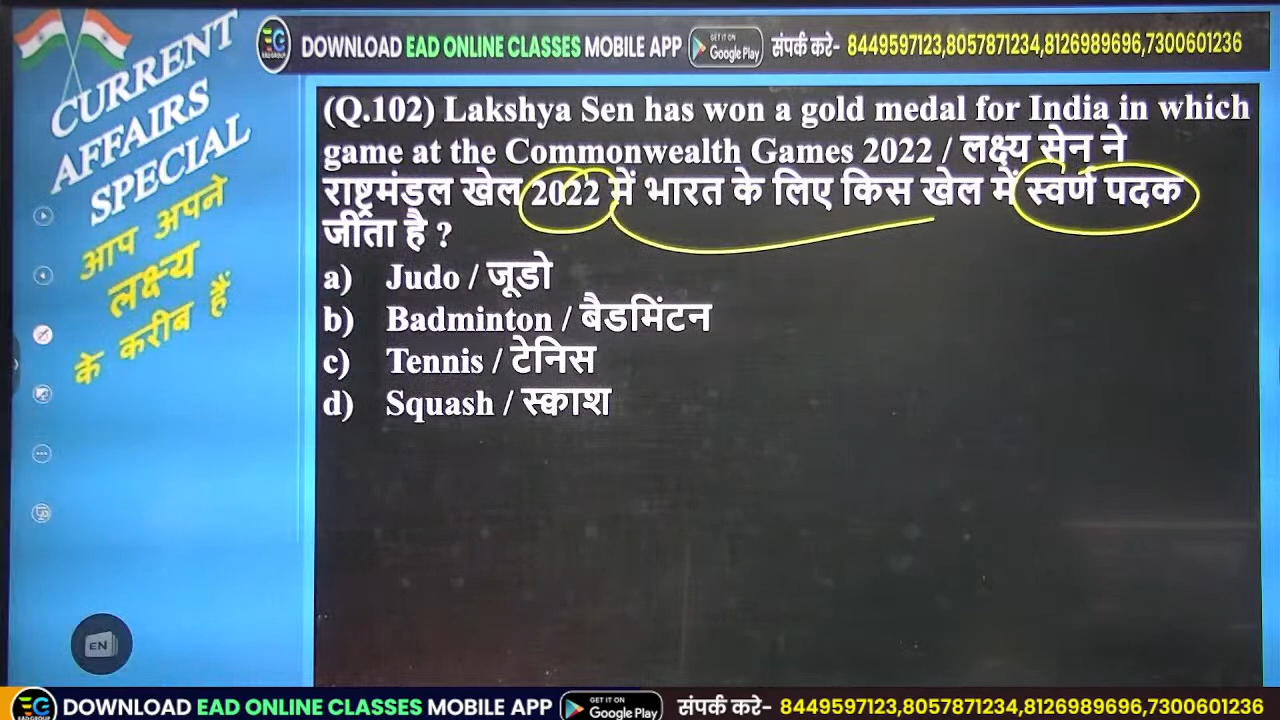 DOWNLOAD EAD ONLINE CLASSES MOBILE APP GET IT ON Google Play संपर्क करे- 8449597123,8057871234,8126989696,7300601236
CURRENT
AFFAIRS
SPECIAL
आप अपने
लक्ष्य
के करीब हैं
(Q.102) Lakshya Sen has won a gold medal for India in which
game at the Commonwealth Games 2022 / लक्ष्य सेन ने
राष्ट्रमंडल खेल 2022 में भारत के लिए किस खेल में स्वर्ण पदक
जीता है ?
a) Judo / जूडो
b) Badminton / बैडमिंटन
c) Tennis / टेनिस
d) Squash / स्क्वाश
EN
DOWNLOAD EAD ONLINE CLASSES MOBILE APP GET IT ON Google Play संपर्क करे- 8449597123,8057871234,8126989696,7300601236